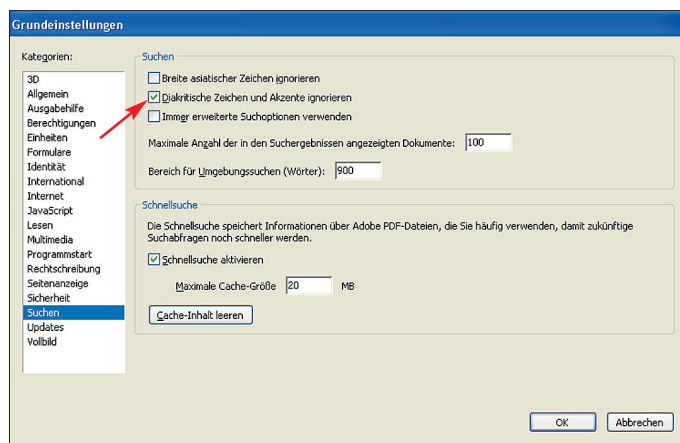 Grundeinstellungen
Kategorien:
3D
Allgemein
Ausgabehilfe
Berechtigungen
Einheiten
Formulare
Identität
International
Internet
JavaScript
Lesen
Multimedia
Programmstart
Rechtschreibung
Seitenanzeige
Sicherheit
Suchen
Updates
Vollbild
Suchen
Breite asiatischer Zeichen ignorieren
Diakritische Zeichen und Akzente ignorieren
Immer erweiterte Suchoptionen verwenden
Maximale Anzahl der in den Suchergebnissen angezeigten Dokumente: 100
Bereich für Umgebungssuchen (Wörter): 900
Schnellsuche
Die Schnellsuche speichert Informationen über Adobe PDF-Dateien, die Sie häufig verwenden, damit zukünftige
Suchabfragen noch schneller werden.
Schnellsuche aktivieren
Maximale Cache-Größe 20 MB
Cache-Inhalt leeren
OK Abbrechen